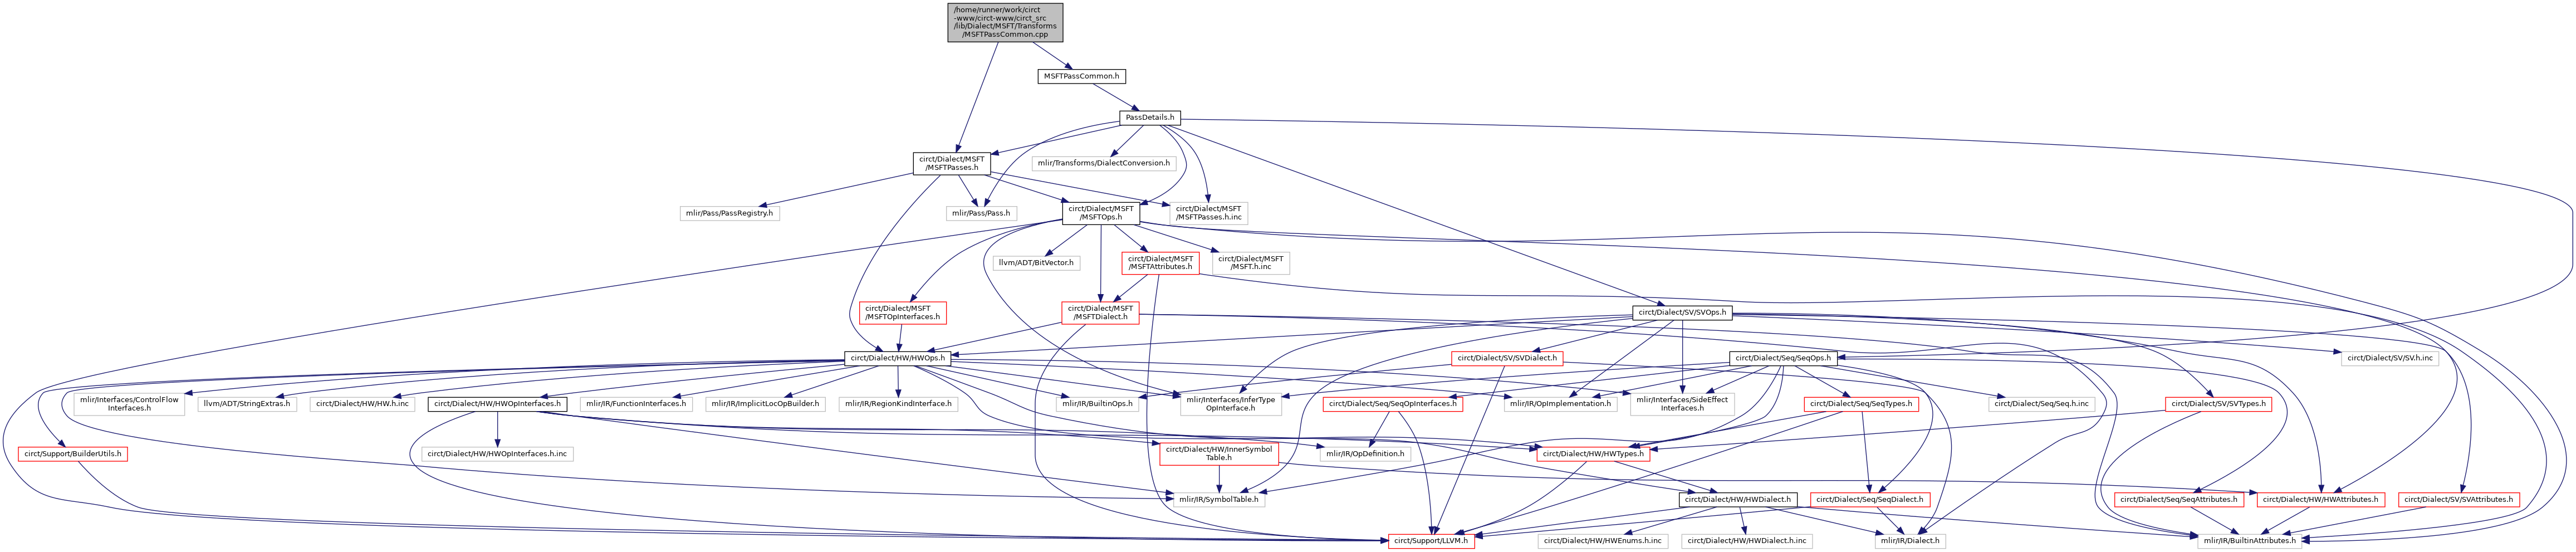 /home/runner/work/circt
-www/circt-www/circt_src
/lib/Dialect/MSFT/Transforms
/MSFTPassCommon.cpp
MSFTPassCommon.h
PassDetails.h
circt/Dialect/MSFT
/MSFTPasses.h
mlir/Transforms/DialectConversion.h
mlir/Pass/PassRegistry.h
mlir/Pass/Pass.h
circt/Dialect/MSFT
/MSFTOps.h
circt/Dialect/MSFT
/MSFTPasses.h.inc
llvm/ADT/BitVector.h
circt/Dialect/MSFT
/MSFTAttributes.h
circt/Dialect/MSFT
/MSFT.h.inc
circt/Dialect/MSFT
/MSFTOpInterfaces.h
circt/Dialect/MSFT
/MSFTDialect.h
circt/Dialect/SV/SVOps.h
circt/Dialect/HW/HWOps.h
circt/Dialect/SV/SVDialect.h
circt/Dialect/Seq/SeqOps.h
circt/Dialect/SV/SV.h.inc
mlir/Interfaces/ControlFlow
Interfaces.h
llvm/ADT/StringExtras.h
circt/Dialect/HW/HW.h.inc
circt/Dialect/HW/HWOpInterfaces.h
mlir/IR/FunctionInterfaces.h
mlir/IR/ImplicitLocOpBuilder.h
mlir/IR/RegionKindInterface.h
mlir/IR/BuiltinOps.h
mlir/Interfaces/InferType
OpInterface.h
circt/Dialect/Seq/SeqOpInterfaces.h
mlir/IR/OpImplementation.h
mlir/Interfaces/SideEffect
Interfaces.h
circt/Dialect/Seq/SeqTypes.h
circt/Dialect/Seq/Seq.h.inc
circt/Dialect/SV/SVTypes.h
circt/Support/BuilderUtils.h
circt/Dialect/HW/HWOpInterfaces.h.inc
circt/Dialect/HW/InnerSymbol
Table.h
mlir/IR/OpDefinition.h
circt/Dialect/HW/HWTypes.h
mlir/IR/SymbolTable.h
circt/Dialect/HW/HWDialect.h
circt/Dialect/Seq/SeqDialect.h
circt/Dialect/Seq/SeqAttributes.h
circt/Dialect/HW/HWAttributes.h
circt/Dialect/SV/SVAttributes.h
circt/Support/LLVM.h
circt/Dialect/HW/HWEnums.h.inc
circt/Dialect/HW/HWDialect.h.inc
mlir/IR/Dialect.h
mlir/IR/BuiltinAttributes.h